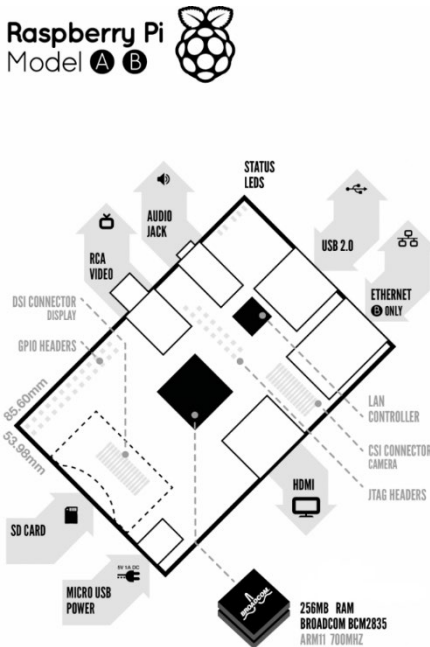 Raspberry Pi
Model A B
STATUS
LEDS
AUDIO
JACK
USB 2.0
RCA
VIDEO
ETHERNET
B ONLY
DSI CONNECTOR
DISPLAY
GPIO HEADERS
85.60mm
53.98mm
LAN
CONTROLLER
CSI CONNECTOR
CAMERA
JTAG HEADERS
HDMI
SD CARD
5V 1A DC
MICRO USB
POWER
BROADCOM
256MB RAM
BROADCOM BCM2835
ARM11 700MHZ